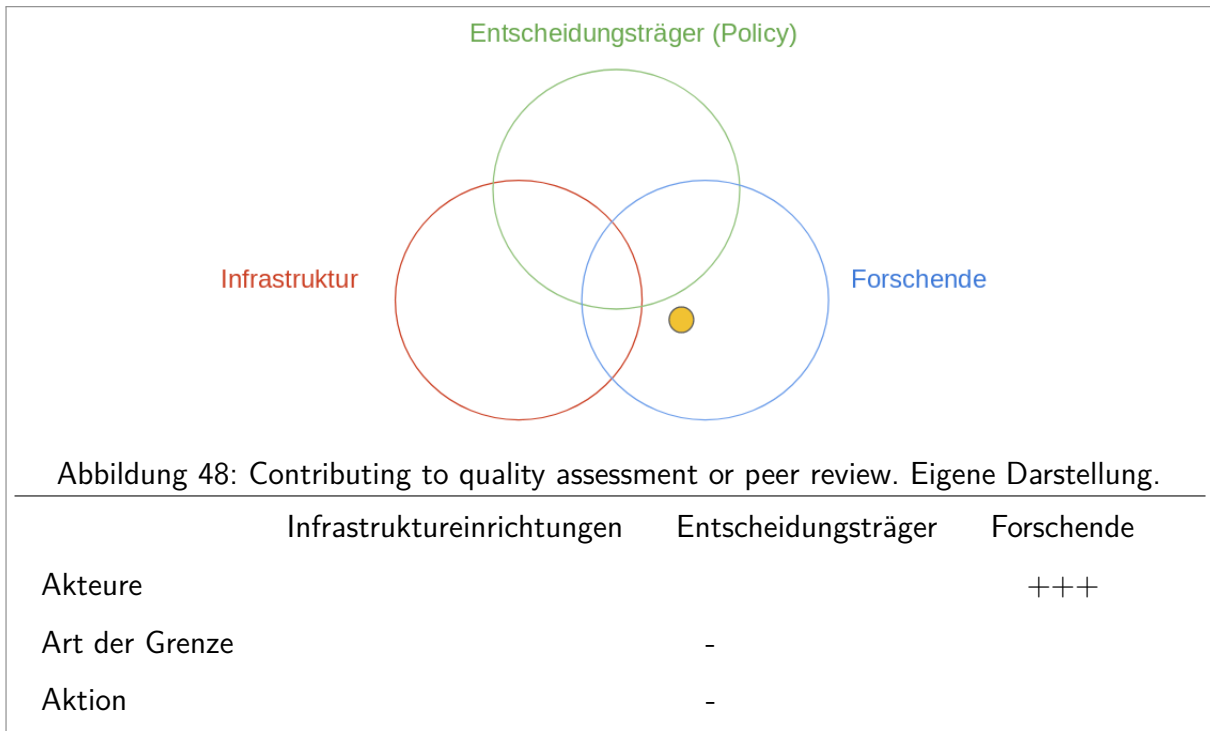 Entscheidungsträger (Policy)
Infrastruktur
Forschende
Abbildung 48: Contributing to quality assessment or peer review. Eigene Darstellung.
Infrastruktureinrichtungen Entscheidungsträger Forschende
Akteure +++
Art der Grenze -
Aktion -